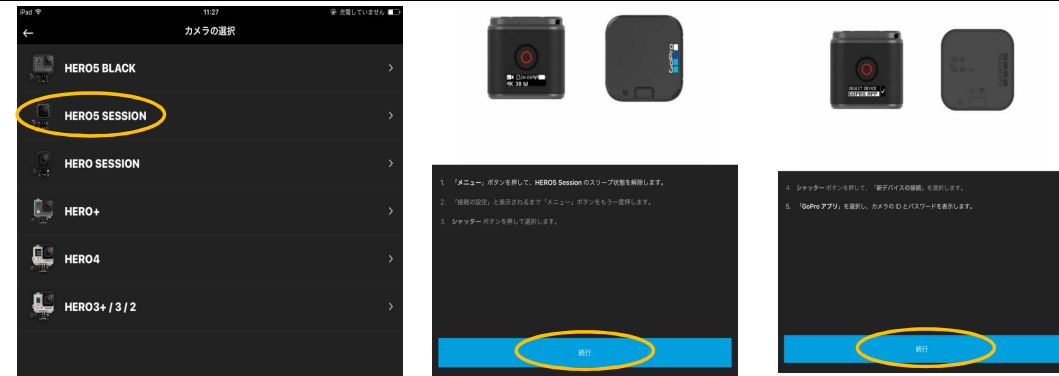 iPad
11:27
充電していません
カメラの選択
HERO5 BLACK
HERO5 SESSION
HERO SESSION
HERO+
HERO4
HERO3+ / 3 / 2
GoPro
4K 30 W
1. 「メニュー」ボタンを押して、HERO5 Session のスリープ状態を解除します。
2. 「接続の設定」と表示されるまで「メニュー」ボタンをもう一度押します。
3. シャッター ボタンを押して選択します。
続行
SELECT DEVICE
GOPRO APP
4. シャッター ボタンを押して、「新デバイスの接続」を選択します。
5. 「GoPro アプリ」を選択し、カメラの ID とパスワードを表示します。
続行